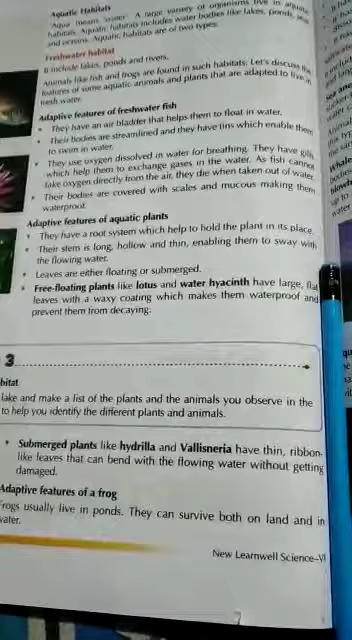 Aquatic Habitats
'Aqua' means 'water'. A large variety of organisms live in aquatic
habitats. Aquatic habitats includes water bodies like lakes, ponds, seas
and oceans. Aquatic habitats are of two types:
Freshwater habitat
It include lakes, ponds and rivers.
Animals like fish and frogs are found in such habitats. Let's discuss the
features of some aquatic animals and plants that are adapted to live in
fresh water.
Adaptive features of freshwater fish
• They have an air bladder that helps them to float in water.
• Their bodies are streamlined and they have fins which enable them
to swim in water.
• They use oxygen dissolved in water for breathing. They have gills
which help them to exchange gases in the water. As fish cannot
take oxygen directly from the air, they die when taken out of water.
• Their bodies are covered with scales and mucous making them
waterproof.
Adaptive features of aquatic plants
• They have a root system which help to hold the plant in its place.
• Their stem is long, hollow and thin, enabling them to sway with
the flowing water.
• Leaves are either floating or submerged.
• Free-floating plants like lotus and water hyacinth have large, flat
leaves with a waxy coating which makes them waterproof and
prevent them from decaying.
3
bitat
lake and make a list of the plants and the animals you observe in the
to help you identify the different plants and animals.
• Submerged plants like hydrilla and Vallisneria have thin, ribbon-
like leaves that can bend with the flowing water without getting
damaged.
Adaptive features of a frog
Frogs usually live in ponds. They can survive both on land and in
water.
New Learnwell Science–VI